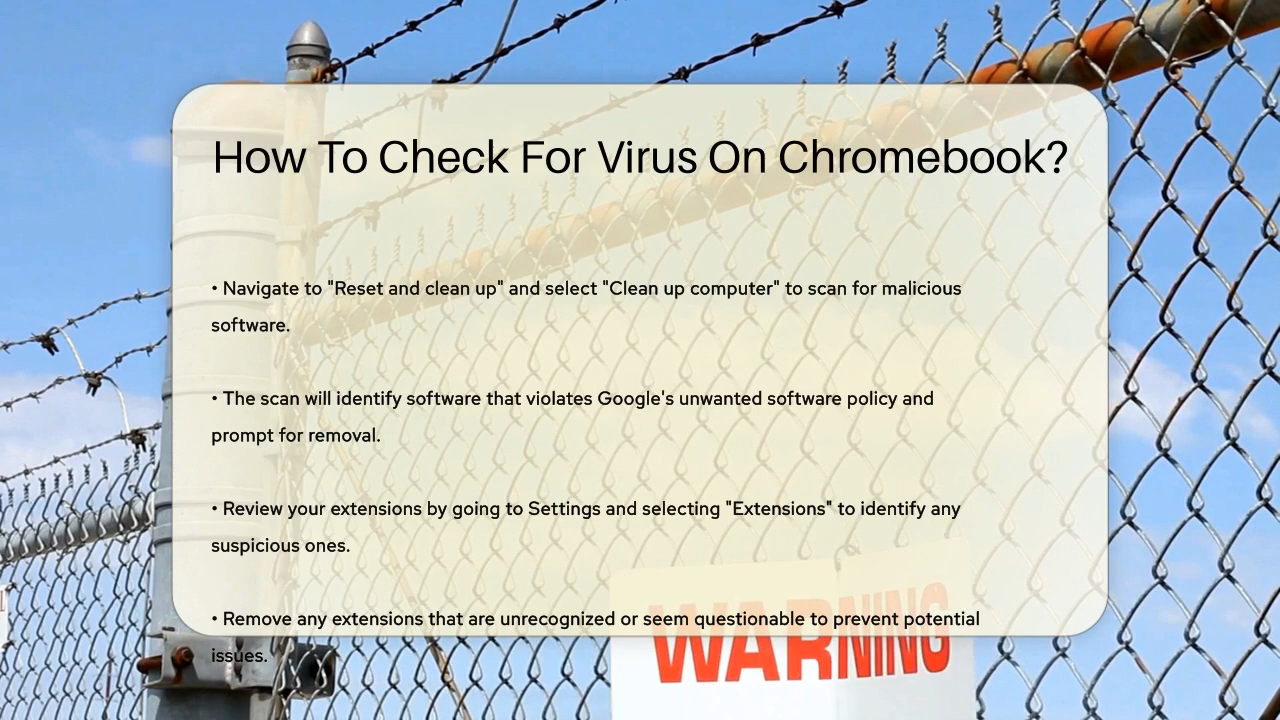 How To Check For Virus On Chromebook?
• Navigate to "Reset and clean up" and select "Clean up computer" to scan for malicious
software.
• The scan will identify software that violates Google's unwanted software policy and
prompt for removal.
• Review your extensions by going to Settings and selecting "Extensions" to identify any
suspicious ones.
• Remove any extensions that are unrecognized or seem questionable to prevent potential
issues.
WARNING